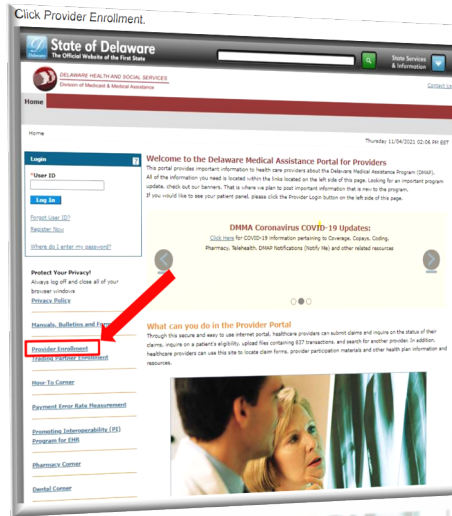 Click Provider Enrollment.
State of Delaware
The Official Website of the First State
State Services
& Information
DELAWARE HEALTH AND SOCIAL SERVICES
Division of Medicaid & Medical Assistance
Contact Us
Home
Home
Thursday 11/04/2021 02:06 PM EST
Login
?
*User ID
Log In
Forgot User ID?
Register Now
Where do I enter my password?
Protect Your Privacy!
Always log off and close all of your
browser windows
Privacy Policy
Manuals, Bulletins and Forms
Provider Enrollment
Trading Partner Enrollment
Hour To Corner
Payment Error Rate Measurement
Promoting Interoperability (PI)
Program for EHR
Pharmacy Corner
Dental Corner
Welcome to the Delaware Medical Assistance Portal for Providers
This portal provides important information to health care providers about the Delaware Medical Assistance Program (DMAP).
All of the information you need is located within the links located on the left side of this page. Looking for an important program
update, check out our banners. That is where we plan to post important information that is new to the program.
If you would like to see your patient panel, please click the Provider Login button on the left side of the page.
DMMA Coronavirus COVID-19 Updates:
Click Here for COVID-19 information pertaining to Coverage, Copays, Coding,
Pharmacy, Telehealth, DMAP Notifications (Notify Me) and other related resources
What can you do in the Provider Portal
Through this secure and easy to use internet portal, healthcare providers can submit claims and inquire on the status of their
claims, inquire on a patient's eligibility, upload files containing 837 transactions, and search for another provider. In addition,
healthcare providers can use this site to locate claim forms, provider participation materials and other health plan information and
resources.